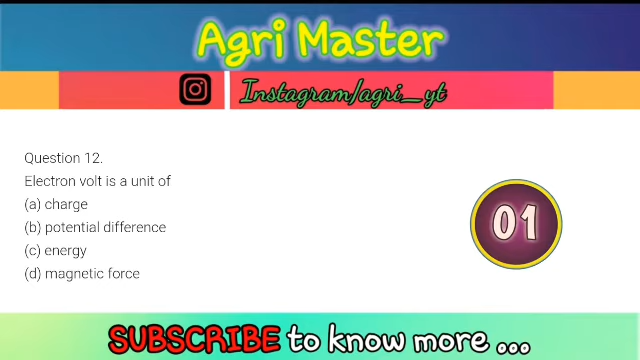 Agri Master
Instagram/agri_yt
Question 12.
Electron volt is a unit of
(a) charge
(b) potential difference
(c) energy
(d) magnetic force
01
SUBSCRIBE to know more ...